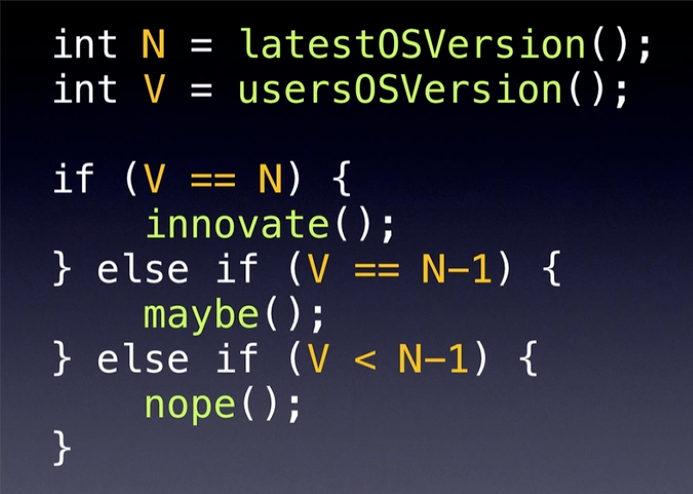 int N = latestOSVersion();
int V = usersOSVersion();
if (V == N) {
innovate();
} else if (V == N–1) {
maybe();
} else if (V < N–1) {
nope();
}